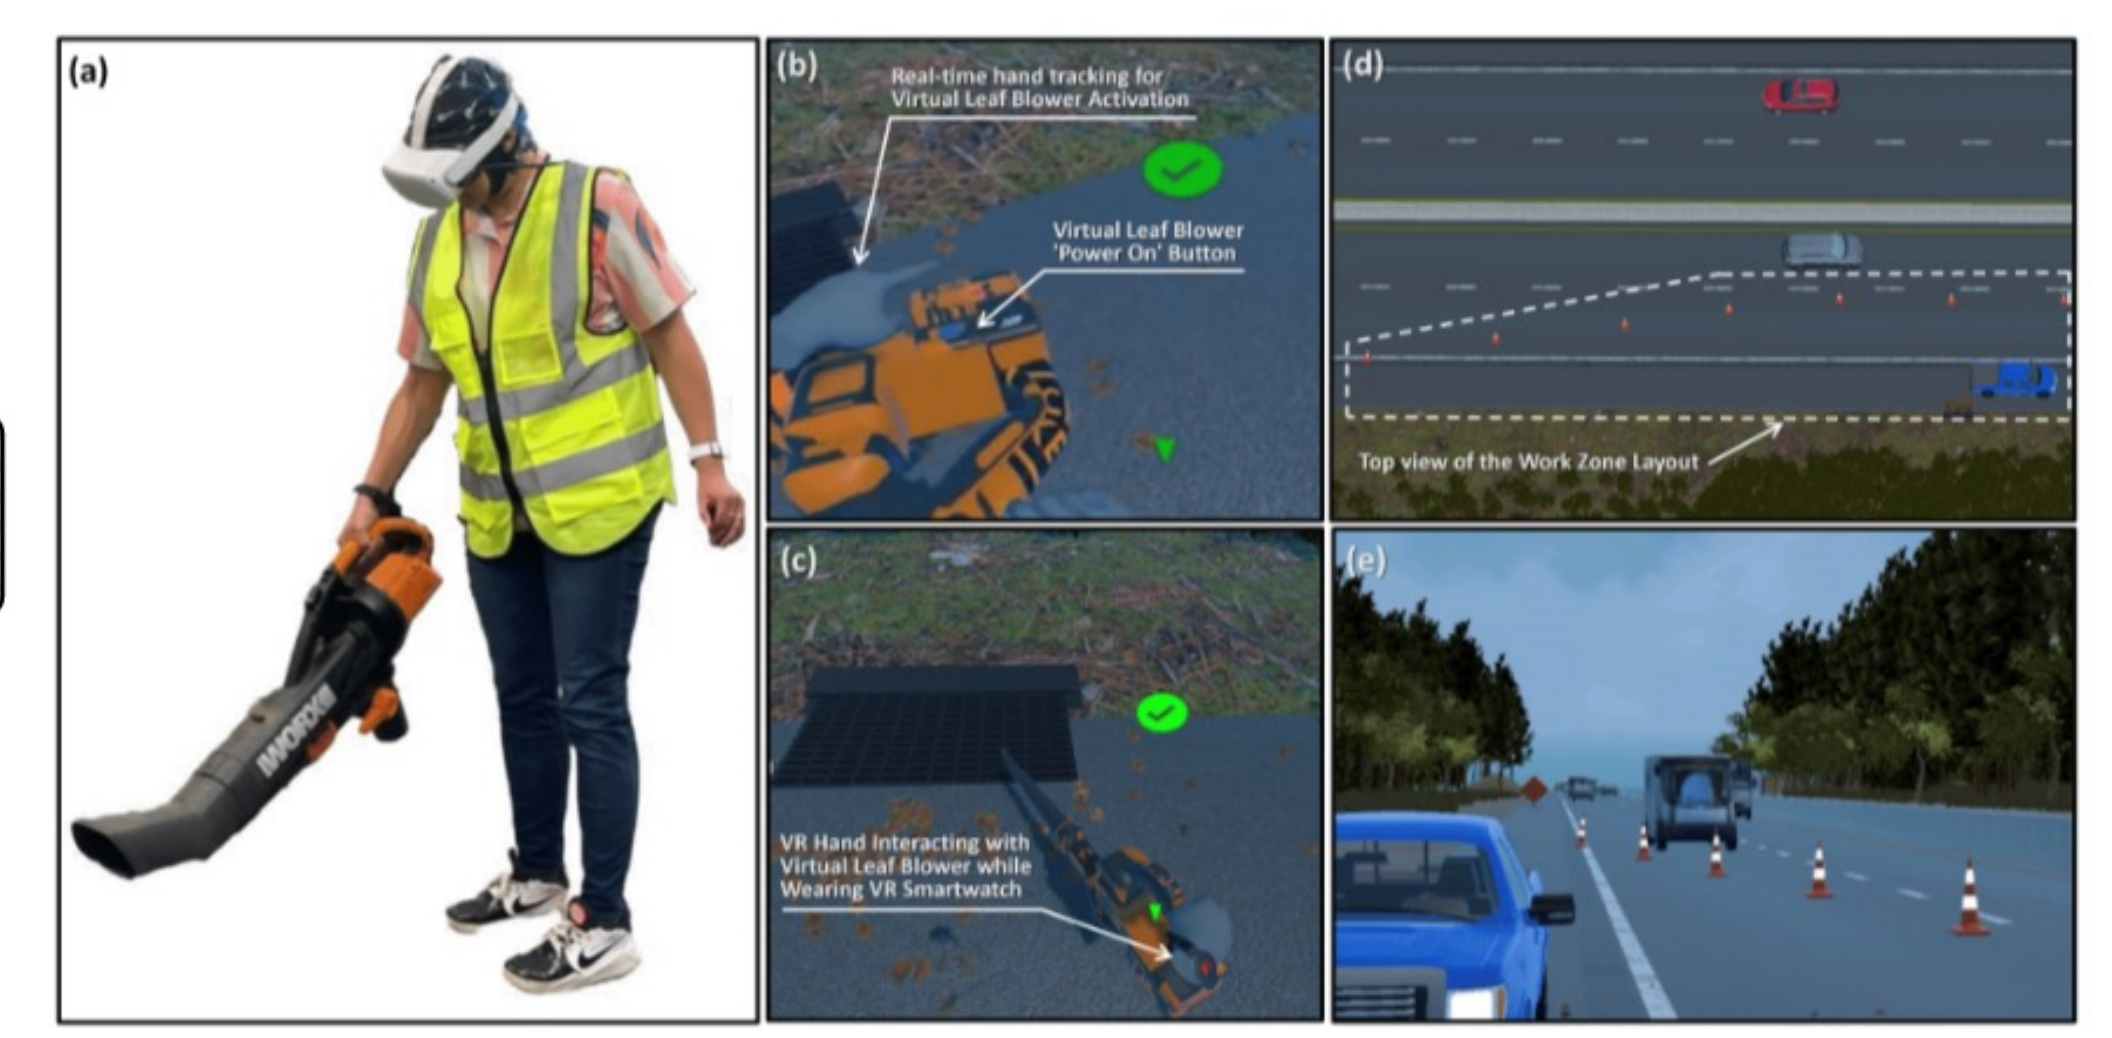 (a)
WORX
(b)
Real-time hand tracking for
Virtual Leaf Blower Activation
Virtual Leaf Blower
'Power On' Button
(c)
VR Hand Interacting with
Virtual Leaf Blower while
Wearing VR Smartwatch
(d)
Top view of the Work Zone Layout
(e)